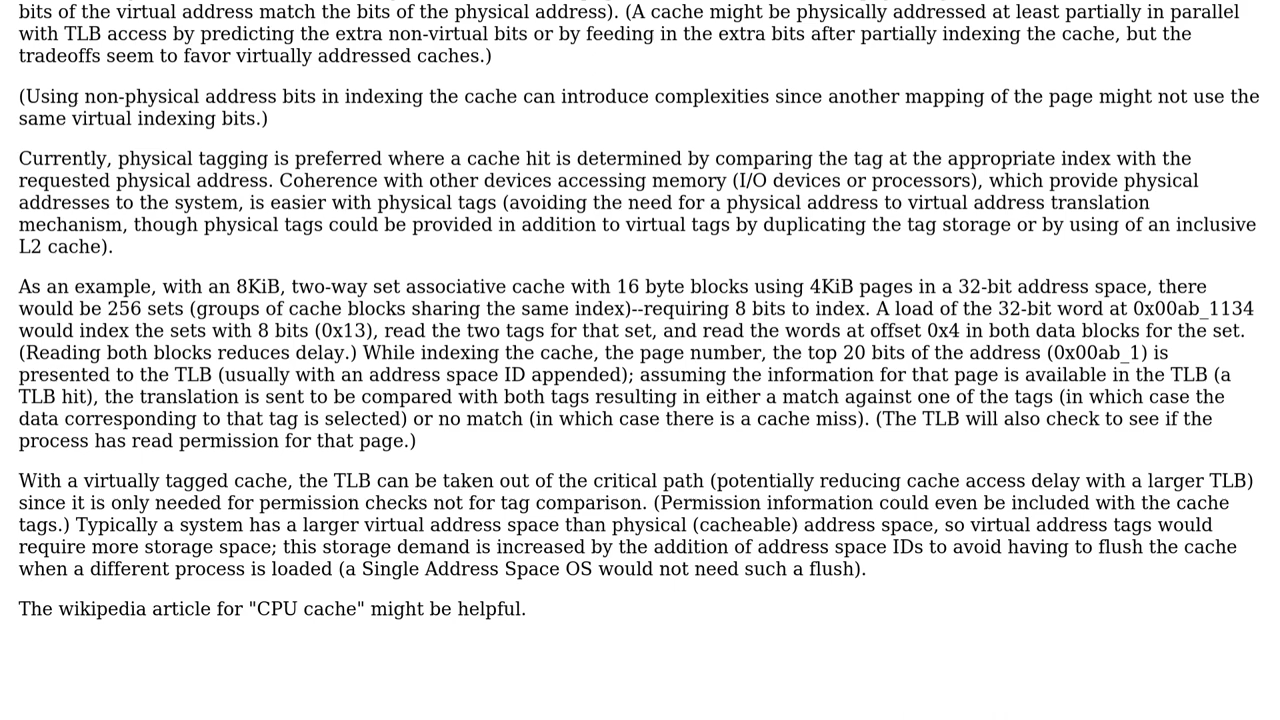 bits of the virtual address match the bits of the physical address). (A cache might be physically addressed at least partially in parallel
with TLB access by predicting the extra non-virtual bits or by feeding in the extra bits after partially indexing the cache, but the
tradeoffs seem to favor virtually addressed caches.)
(Using non-physical address bits in indexing the cache can introduce complexities since another mapping of the page might not use the
same virtual indexing bits.)
Currently, physical tagging is preferred where a cache hit is determined by comparing the tag at the appropriate index with the
requested physical address. Coherence with other devices accessing memory (I/O devices or processors), which provide physical
addresses to the system, is easier with physical tags (avoiding the need for a physical address to virtual address translation
mechanism, though physical tags could be provided in addition to virtual tags by duplicating the tag storage or by using of an inclusive
L2 cache).
As an example, with an 8KiB, two-way set associative cache with 16 byte blocks using 4KiB pages in a 32-bit address space, there
would be 256 sets (groups of cache blocks sharing the same index)--requiring 8 bits to index. A load of the 32-bit word at 0x00ab_1134
would index the sets with 8 bits (0x13), read the two tags for that set, and read the words at offset 0x4 in both data blocks for the set.
(Reading both blocks reduces delay.) While indexing the cache, the page number, the top 20 bits of the address (0x00ab_1) is
presented to the TLB (usually with an address space ID appended); assuming the information for that page is available in the TLB (a
TLB hit), the translation is sent to be compared with both tags resulting in either a match against one of the tags (in which case the
data corresponding to that tag is selected) or no match (in which case there is a cache miss). (The TLB will also check to see if the
process has read permission for that page.)
With a virtually tagged cache, the TLB can be taken out of the critical path (potentially reducing cache access delay with a larger TLB)
since it is only needed for permission checks not for tag comparison. (Permission information could even be included with the cache
tags.) Typically a system has a larger virtual address space than physical (cacheable) address space, so virtual address tags would
require more storage space; this storage demand is increased by the addition of address space IDs to avoid having to flush the cache
when a different process is loaded (a Single Address Space OS would not need such a flush).
The wikipedia article for "CPU cache" might be helpful.